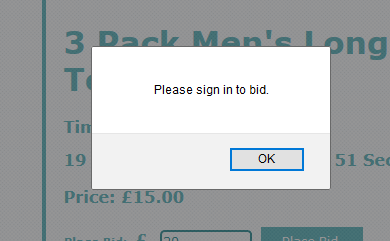 3 Pack Men's Long
Please sign in to bid.
19
51 Sec
OK
Price: £15.00
Place Bid: £
20
Place Bid